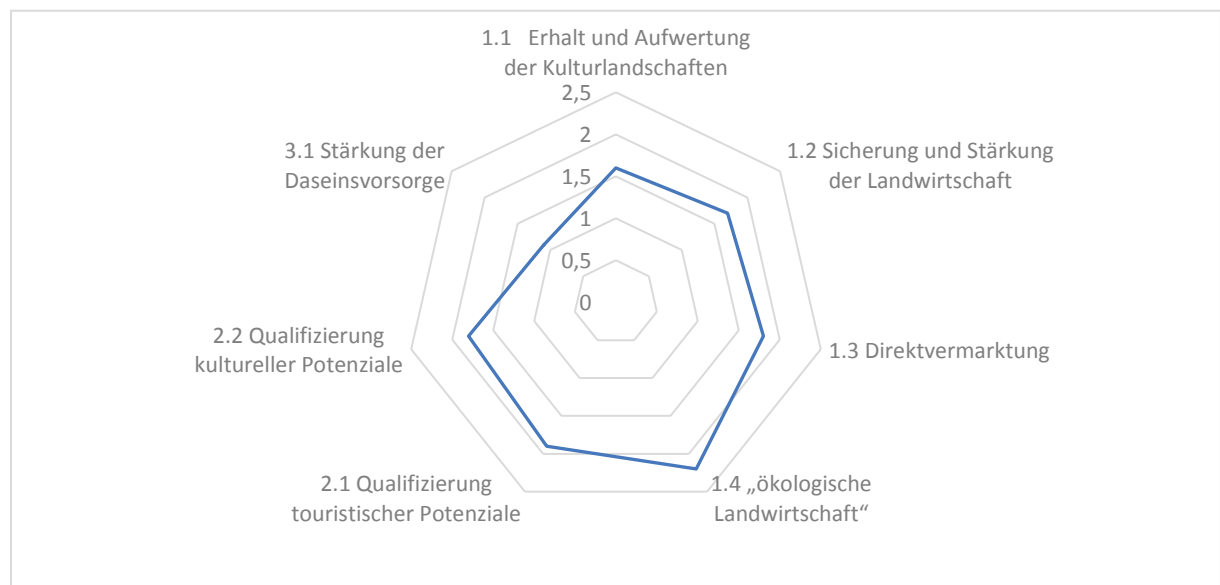 1.1 Erhalt und Aufwertung
der Kulturlandschaften
2,5
2
1,5
1
0,5
0
1.2 Sicherung und Stärkung
der Landwirtschaft
1.3 Direktvermarktung
1.4 „ökologische
Landwirtschaft“
2.1 Qualifizierung
touristischer Potenziale
2.2 Qualifizierung
kultureller Potenziale
3.1 Stärkung der
Daseinsvorsorge